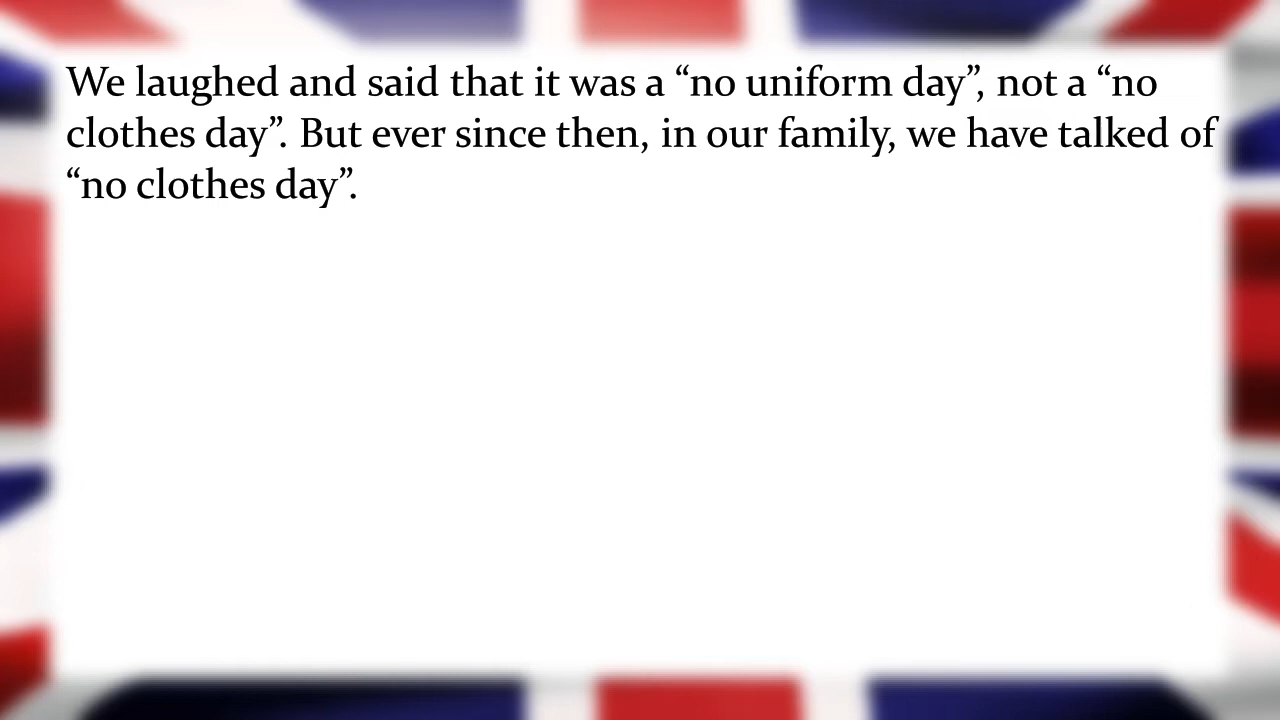 We laughed and said that it was a “no uniform day”, not a “no
clothes day”. But ever since then, in our family, we have talked of
“no clothes day”.